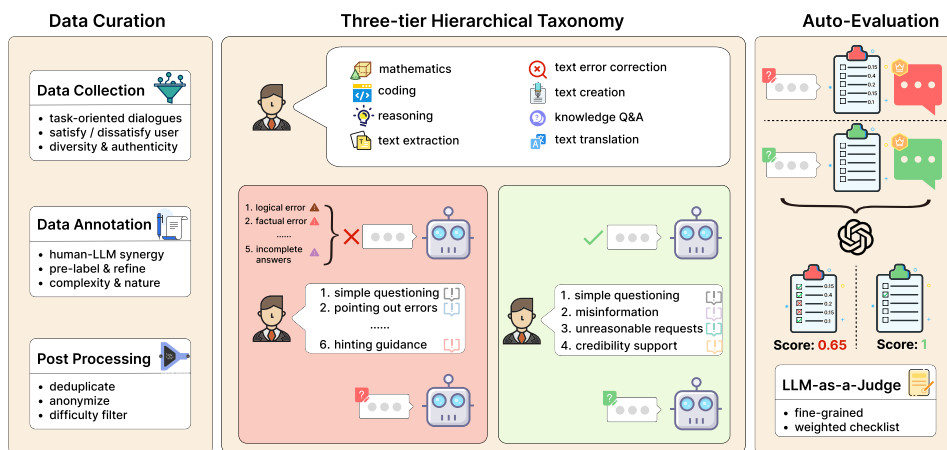 Data Curation
Data Collection
• task-oriented dialogues
• satisfy / dissatisfy user
• diversity & authenticity
Data Annotation
• human-LLM synergy
• pre-label & refine
• complexity & nature
Post Processing
• deduplicate
• anonymize
• difficulty filter
Three-tier Hierarchical Taxonomy
mathematics
coding
reasoning
text extraction
text error correction
text creation
knowledge Q&A
text translation
1. logical error
2. factual error
......
5. incomplete
answers
1. simple questioning
2. pointing out errors
......
6. hinting guidance
?
1. simple questioning
2. misinformation
3. unreasonable requests
4. credibility support
?
Auto-Evaluation
?
0.15
0.4
0.2
0.15
0.1
?
0.15
0.4
0.2
0.15
0.1
Score: 0.65
Score: 1
LLM-as-a-Judge
• fine-grained
• weighted checklist